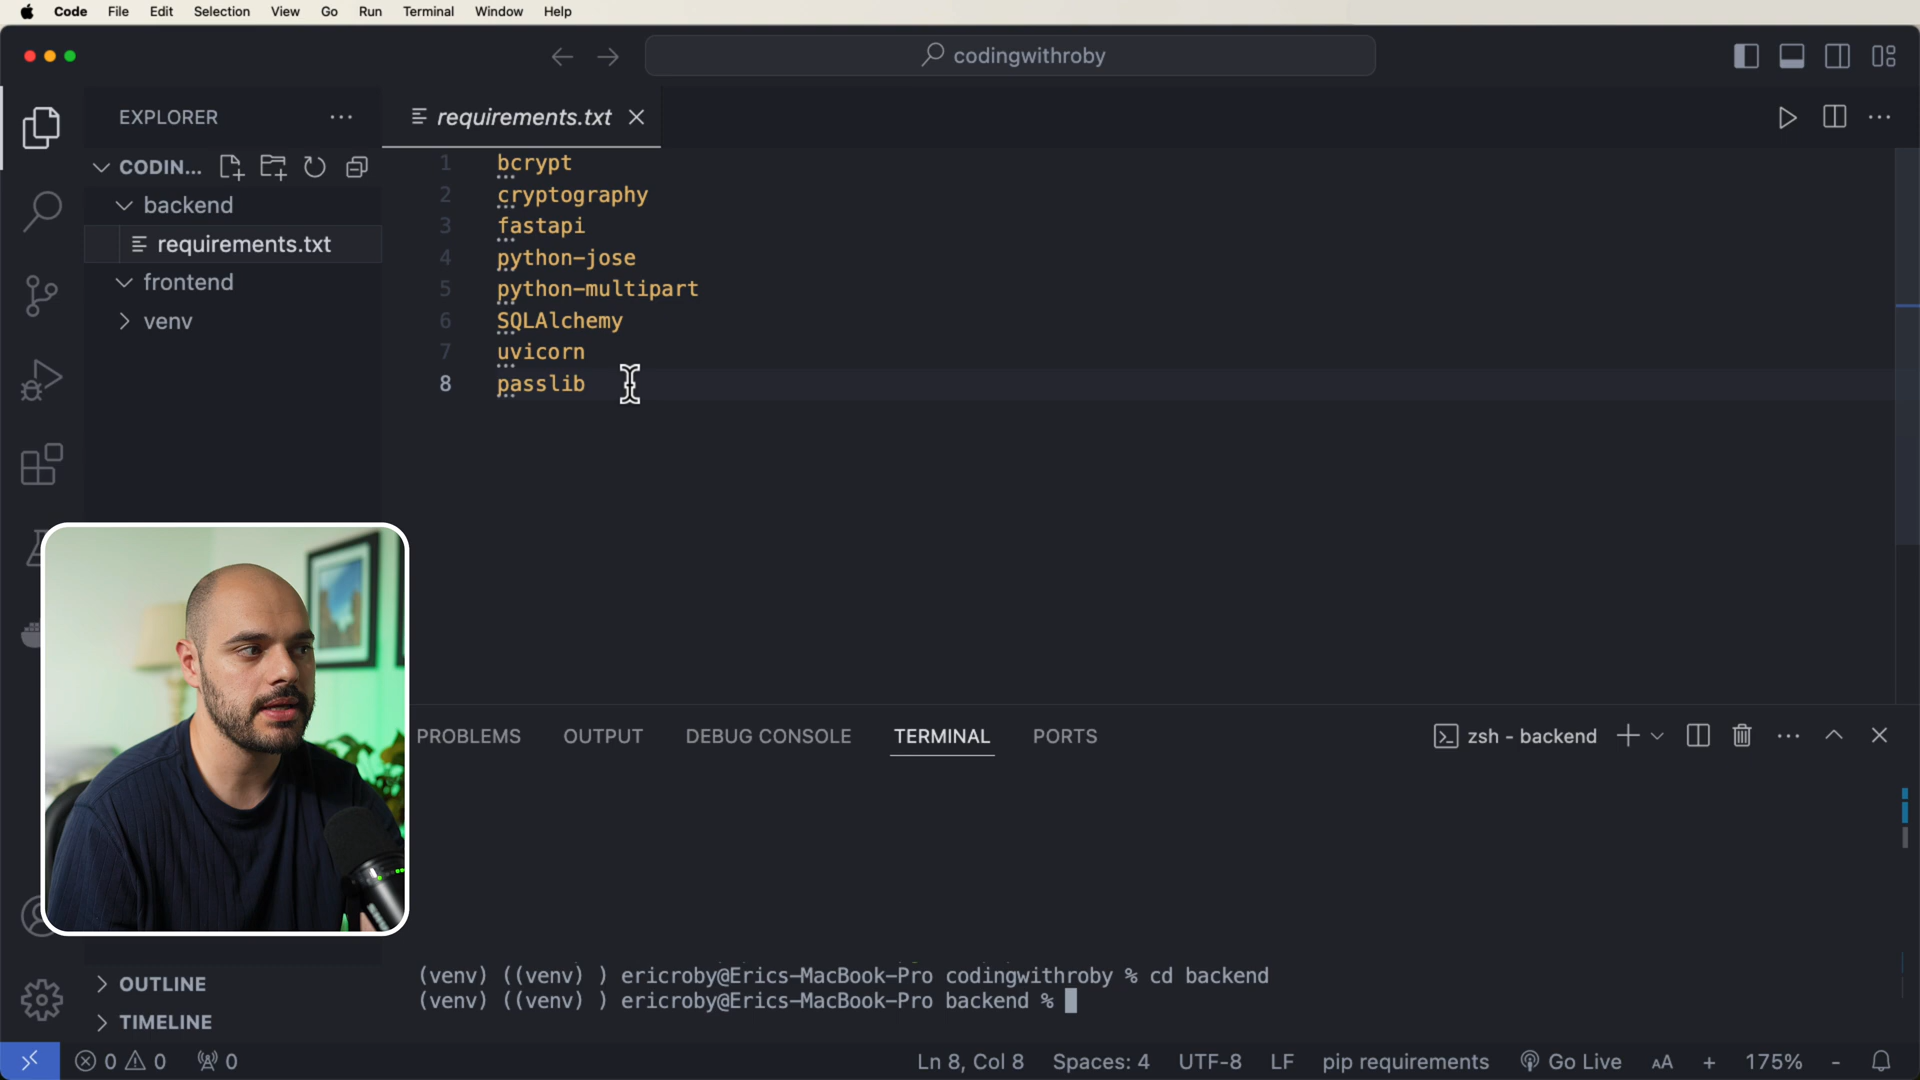 Code File Edit Selection View Go Run Terminal Window Help
codingwithroby
EXPLORER
requirements.txt
CODIN...
backend
requirements.txt
frontend
venv
1 bcrypt
2 cryptography
3 fastapi
4 python-jose
5 python-multipart
6 SQLAlchemy
7 uvicorn
8 passlib
PROBLEMS OUTPUT DEBUG CONSOLE TERMINAL PORTS
zsh - backend
(venv) ((venv) ) ericroby@Erics-MacBook-Pro codingwithroby % cd backend
(venv) ((venv) ) ericroby@Erics-MacBook-Pro backend %
OUTLINE
TIMELINE
0 0 0 Ln 8, Col 8 Spaces: 4 UTF-8 LF pip requirements Go Live AA + 175% -